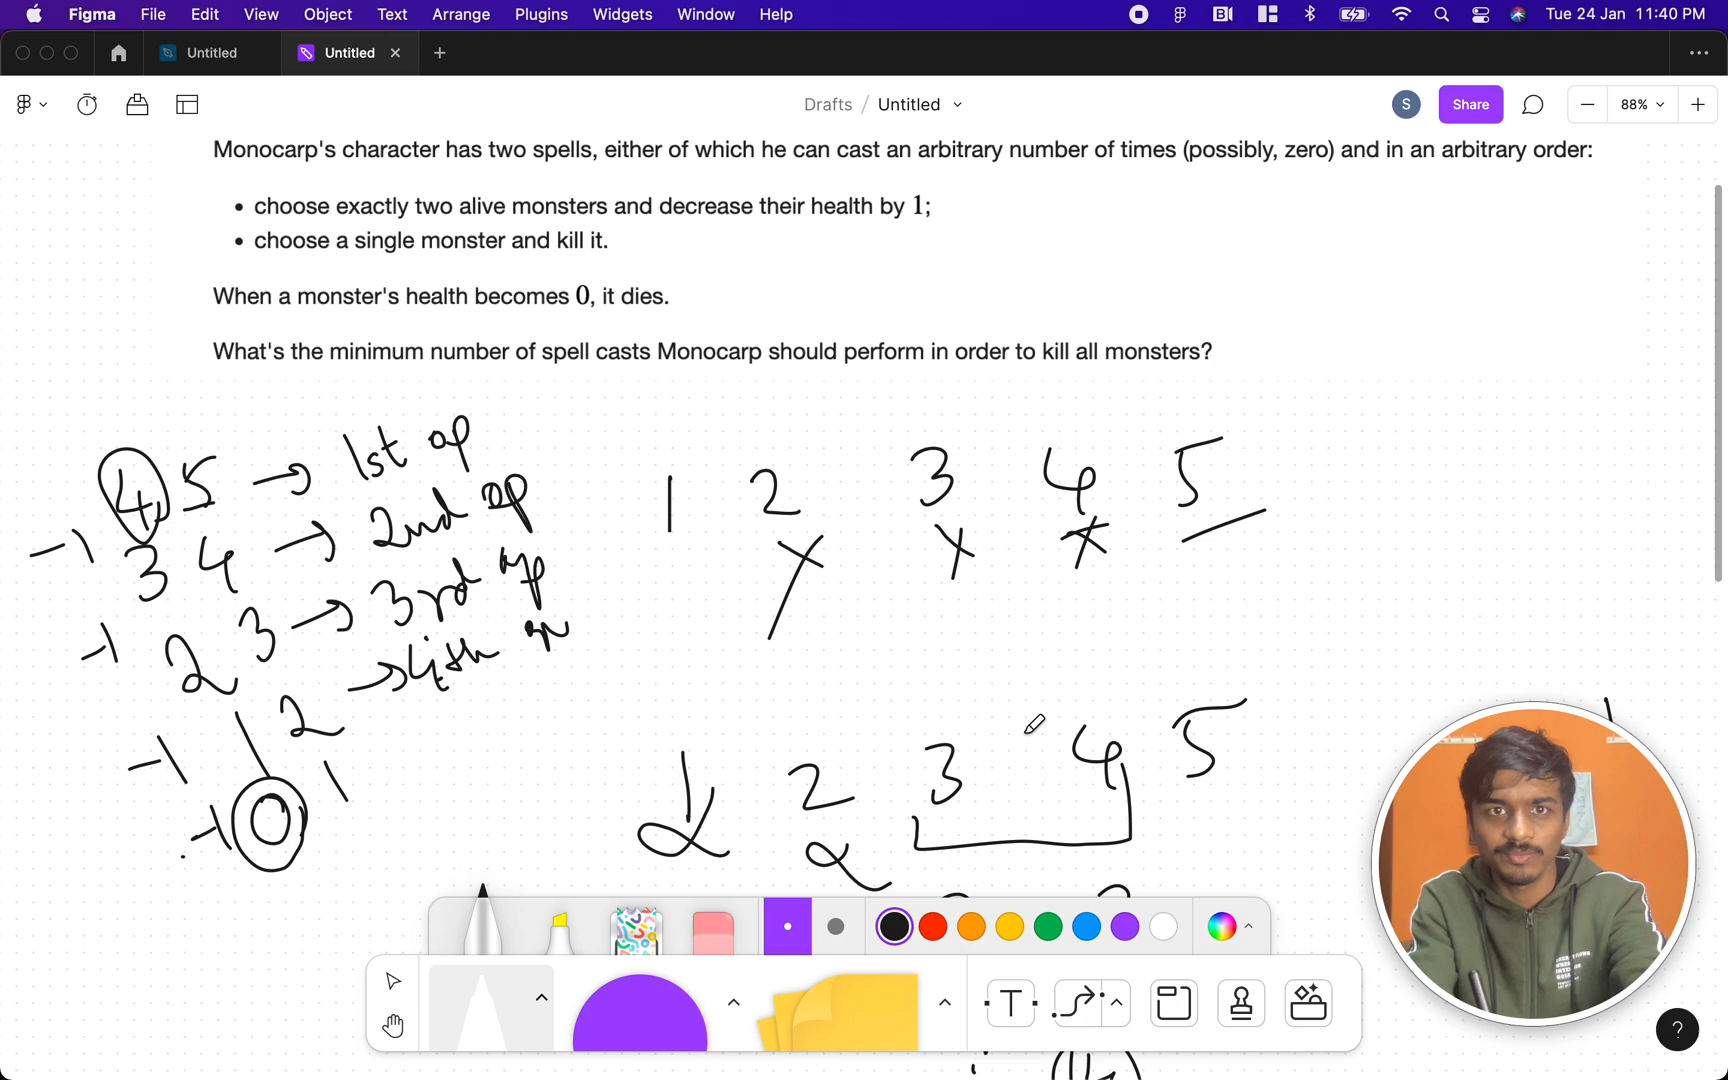 Figma File Edit View Object Text Arrange Plugins Widgets Window Help Tue 24 Jan 11:40 PM
Untitled Untitled
Drafts / Untitled S Share 88%
Monocarp's character has two spells, either of which he can cast an arbitrary number of times (possibly, zero) and in an arbitrary order:
• choose exactly two alive monsters and decrease their health by 1;
• choose a single monster and kill it.
When a monster's health becomes 0, it dies.
What's the minimum number of spell casts Monocarp should perform in order to kill all monsters?
4 5 → 1st op
-1 3 4 → 2nd op
-1 2 3 → 3rd op
-1 1 2 → 4th
-1 0 1
1 2 3 4 5
1 2 3 4 5
T
?